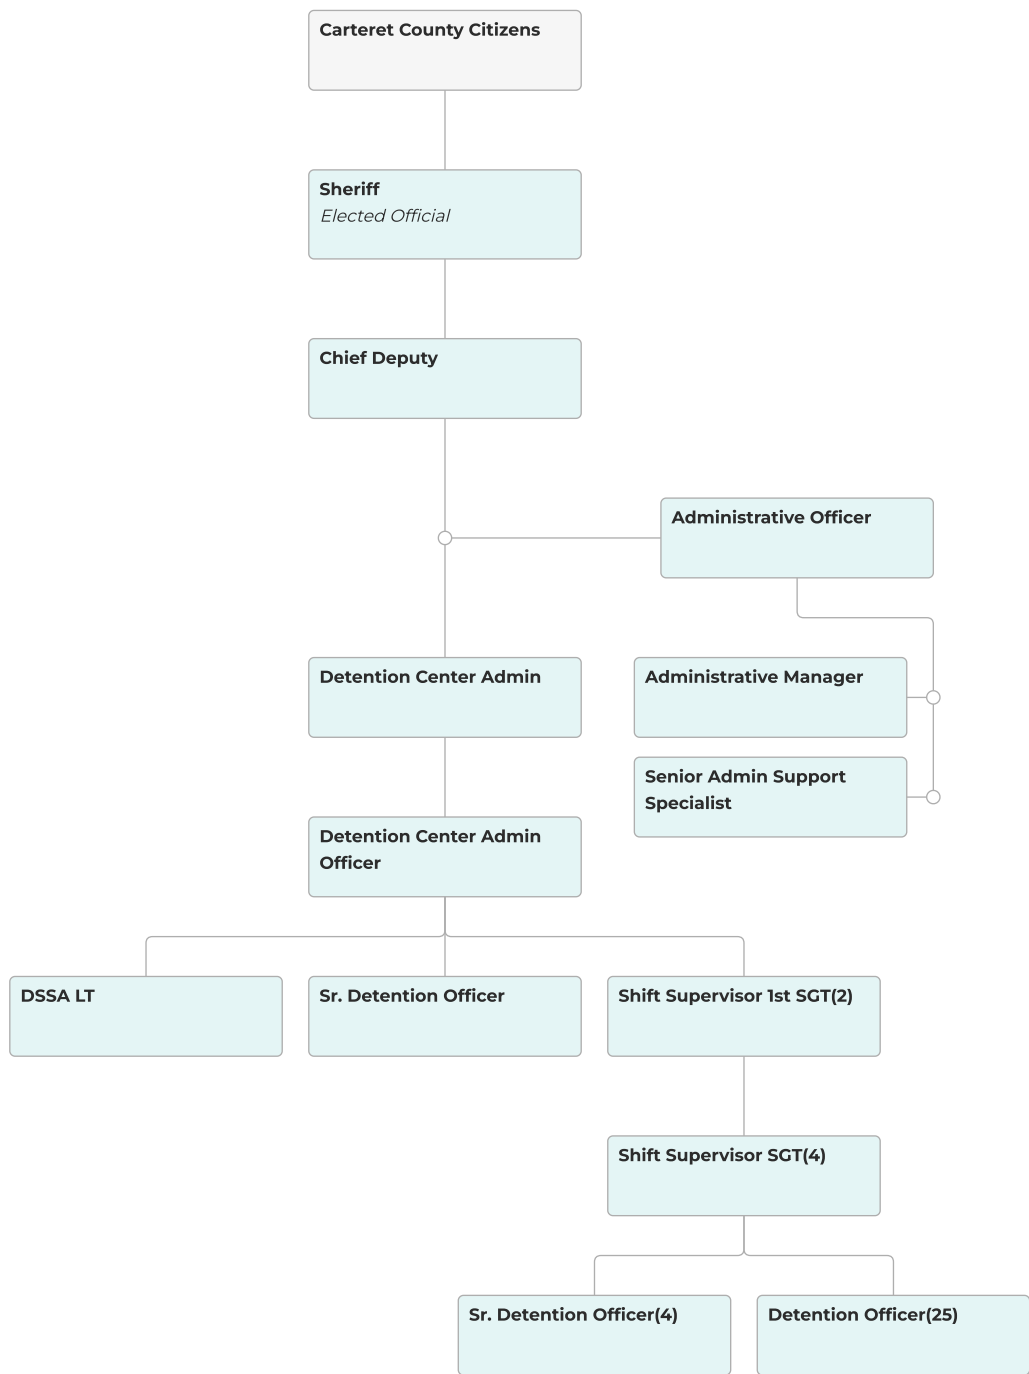 Carteret County Citizens
Sheriff
Elected Official
Chief Deputy
Administrative Officer
Detention Center Admin
Administrative Manager
Senior Admin Support
Specialist
Detention Center Admin
Officer
DSSA LT
Sr. Detention Officer
Shift Supervisor 1st SGT(2)
Shift Supervisor SGT(4)
Sr. Detention Officer(4)
Detention Officer(25)